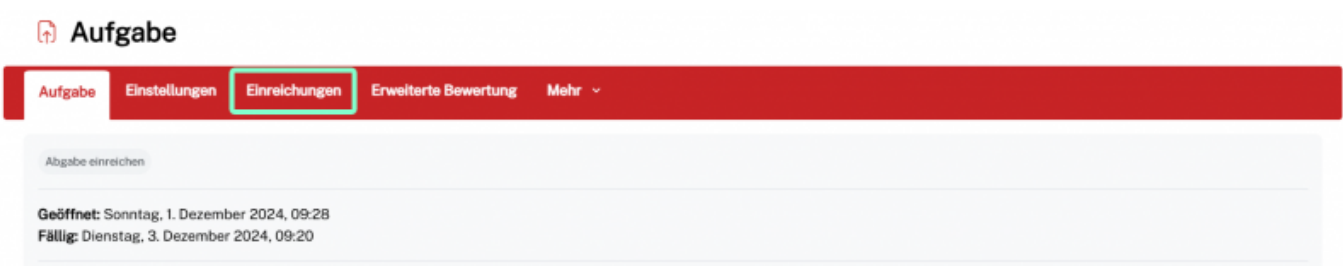 Aufgabe
Aufgabe Einstellungen Einreichungen Erweiterte Bewertung Mehr
Abgabe einreichen
Geöffnet: Sonntag, 1. Dezember 2024, 09:28
Fällig: Dienstag, 3. Dezember 2024, 09:20